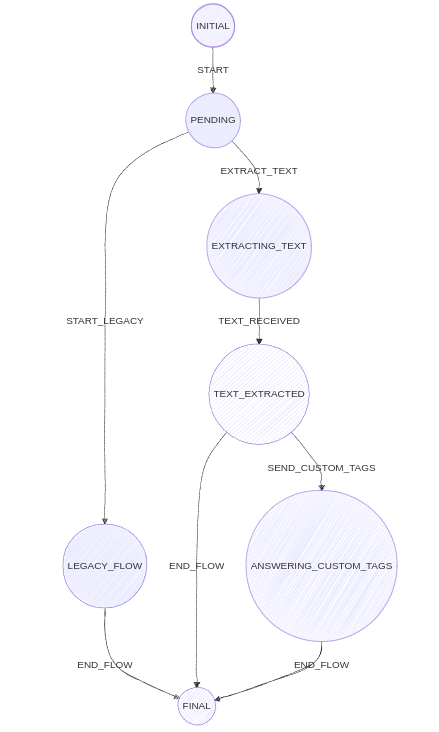 INITIAL
START
PENDING
EXTRACT_TEXT
EXTRACTING_TEXT
START_LEGACY
TEXT_RECEIVED
TEXT_EXTRACTED
SEND_CUSTOM_TAGS
LEGACY_FLOW
END_FLOW
ANSWERING_CUSTOM_TAGS
END_FLOW
END_FLOW
FINAL